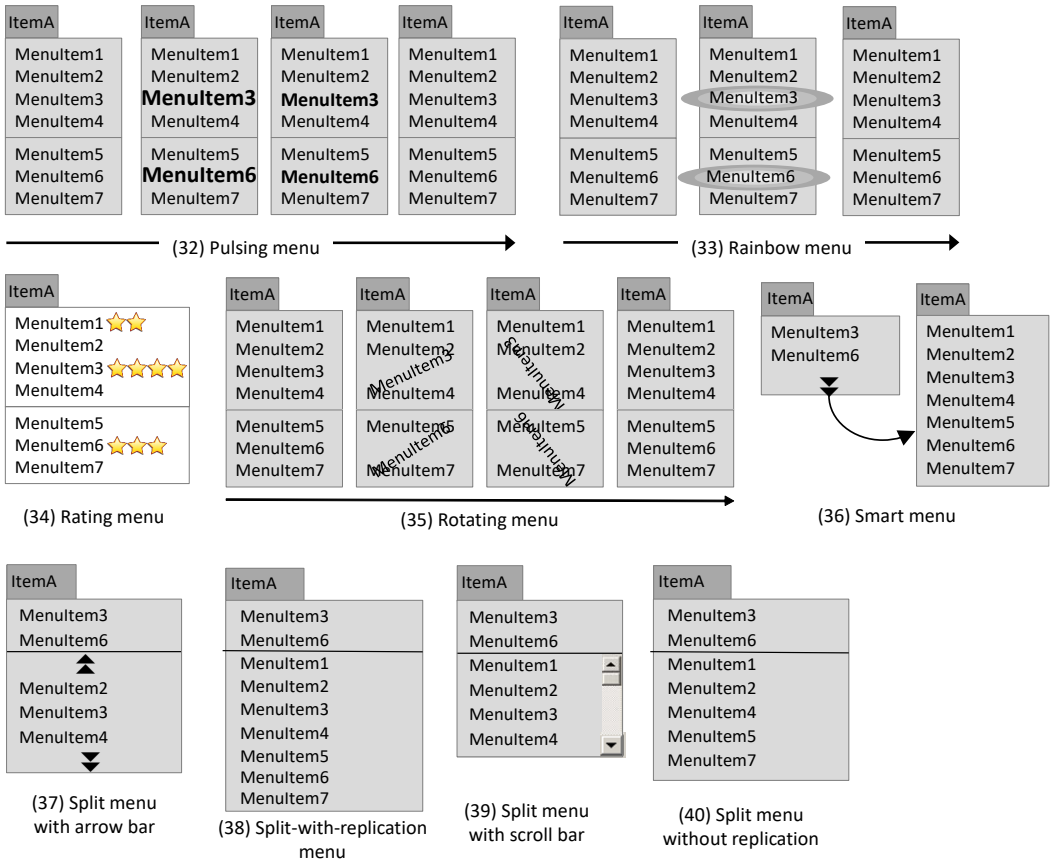 ItemA
MenuItem1
MenuItem2
MenuItem3
MenuItem4
MenuItem5
MenuItem6
MenuItem7
ItemA
MenuItem1
MenuItem2
MenuItem3
MenuItem4
MenuItem5
MenuItem6
MenuItem7
ItemA
MenuItem1
MenuItem2
MenuItem3
MenuItem4
MenuItem5
MenuItem6
MenuItem7
ItemA
MenuItem1
MenuItem2
MenuItem3
MenuItem4
MenuItem5
MenuItem6
MenuItem7
(32) Pulsing menu
ItemA
MenuItem1
MenuItem2
MenuItem3
MenuItem4
MenuItem5
MenuItem6
MenuItem7
ItemA
MenuItem1
MenuItem2
MenuItem3
MenuItem4
MenuItem5
MenuItem6
MenuItem7
ItemA
MenuItem1
MenuItem2
MenuItem3
MenuItem4
MenuItem5
MenuItem6
MenuItem7
(33) Rainbow menu
ItemA
MenuItem1
MenuItem2
MenuItem3
MenuItem4
MenuItem5
MenuItem6
MenuItem7
(34) Rating menu
ItemA
MenuItem1
MenuItem2
MenuItem3
MenuItem4
MenuItem5
MenuItem6
MenuItem7
ItemA
MenuItem1
MenuItem2
MenuItem3
MenuItem4
MenuItem5
MenuItem6
MenuItem7
ItemA
MenuItem1
MenuItem2
MenuItem3
MenuItem4
MenuItem5
MenuItem6
MenuItem7
ItemA
MenuItem1
MenuItem2
MenuItem3
MenuItem4
MenuItem5
MenuItem6
MenuItem7
(35) Rotating menu
ItemA
MenuItem3
MenuItem6
ItemA
MenuItem1
MenuItem2
MenuItem3
MenuItem4
MenuItem5
MenuItem6
MenuItem7
(36) Smart menu
ItemA
MenuItem3
MenuItem6
MenuItem2
MenuItem3
MenuItem4
(37) Split menu
with arrow bar
ItemA
MenuItem3
MenuItem6
MenuItem1
MenuItem2
MenuItem3
MenuItem4
MenuItem5
MenuItem6
MenuItem7
(38) Split-with-replication
menu
ItemA
MenuItem3
MenuItem6
MenuItem1
MenuItem2
MenuItem3
MenuItem4
(39) Split menu
with scroll bar
ItemA
MenuItem3
MenuItem6
MenuItem1
MenuItem2
MenuItem4
MenuItem5
MenuItem7
(40) Split menu
without replication